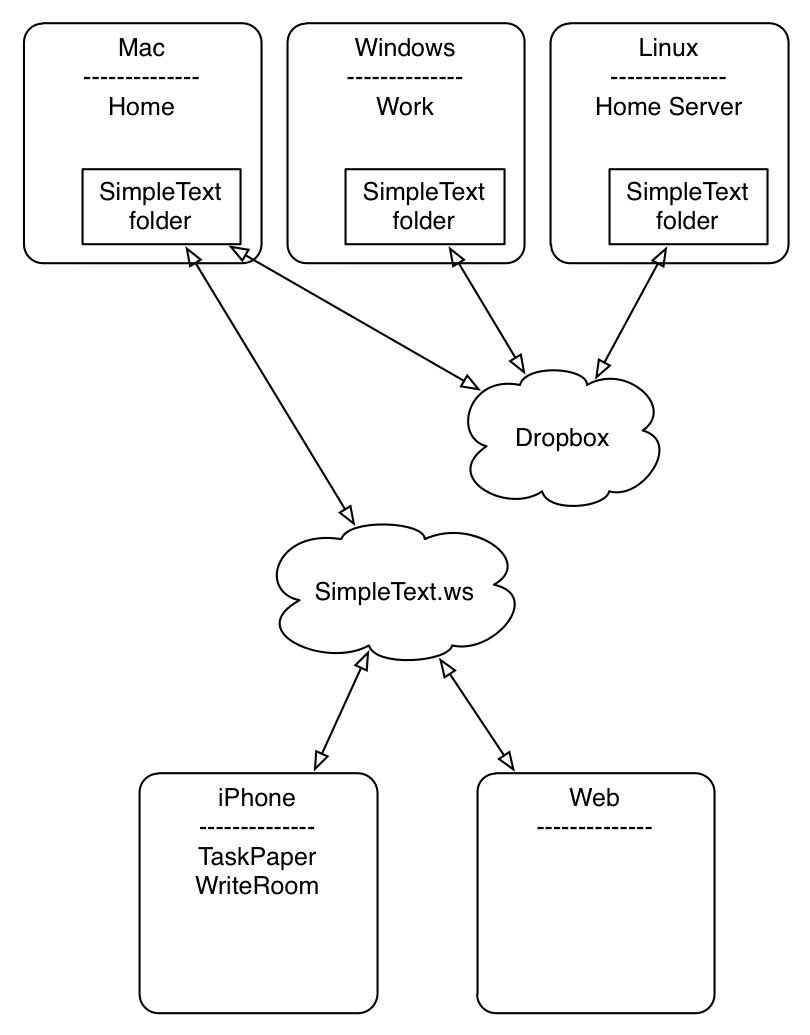 Mac
--------------
Home
SimpleText
folder
Windows
--------------
Work
SimpleText
folder
Linux
--------------
Home Server
SimpleText
folder
Dropbox
SimpleText.ws
iPhone
--------------
TaskPaper
WriteRoom
Web
--------------